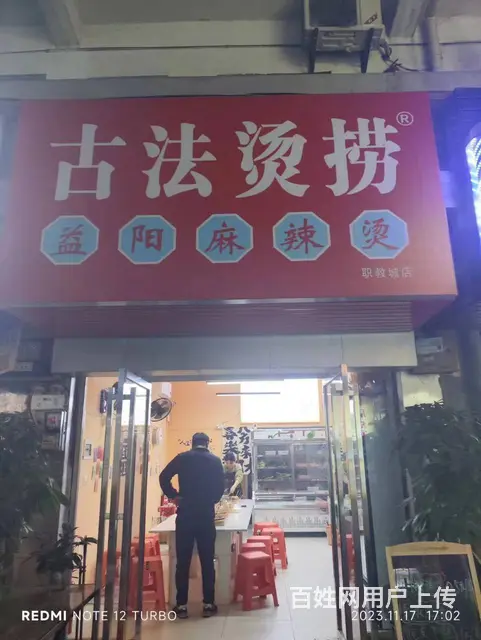 古法烫捞®
益阳麻辣烫
职教城店
百姓网用户上传
REDMI NOTE 12 TURBO
2023.11.17 17:02